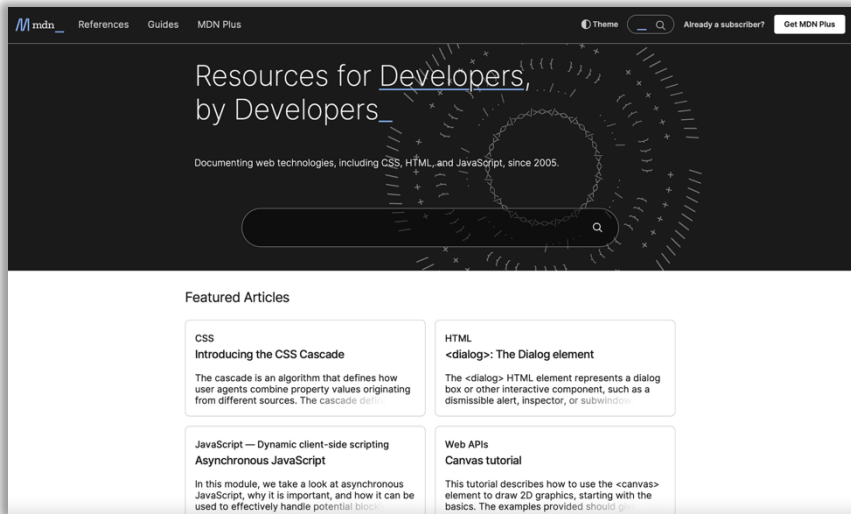 mdn_
References
Guides
MDN Plus
Theme
Already a subscriber?
Get MDN Plus
Resources for Developers,
by Developers_
Documenting web technologies, including CSS, HTML, and JavaScript, since 2005.
Featured Articles
CSS
Introducing the CSS Cascade
The cascade is an algorithm that defines how
user agents combine property values originating
from different sources. The cascade
HTML
<dialog>: The Dialog element
The <dialog> HTML element represents a dialog
box or other interactive component, such as a
dismissible alert, inspector, or subwindow
JavaScript — Dynamic client-side scripting
Asynchronous JavaScript
In this module, we take a look at asynchronous
JavaScript, why it is important, and how it can be
used to effectively handle potential
Web APIs
Canvas tutorial
This tutorial describes how to use the <canvas>
element to draw 2D graphics, starting with the
basics. The examples provided should